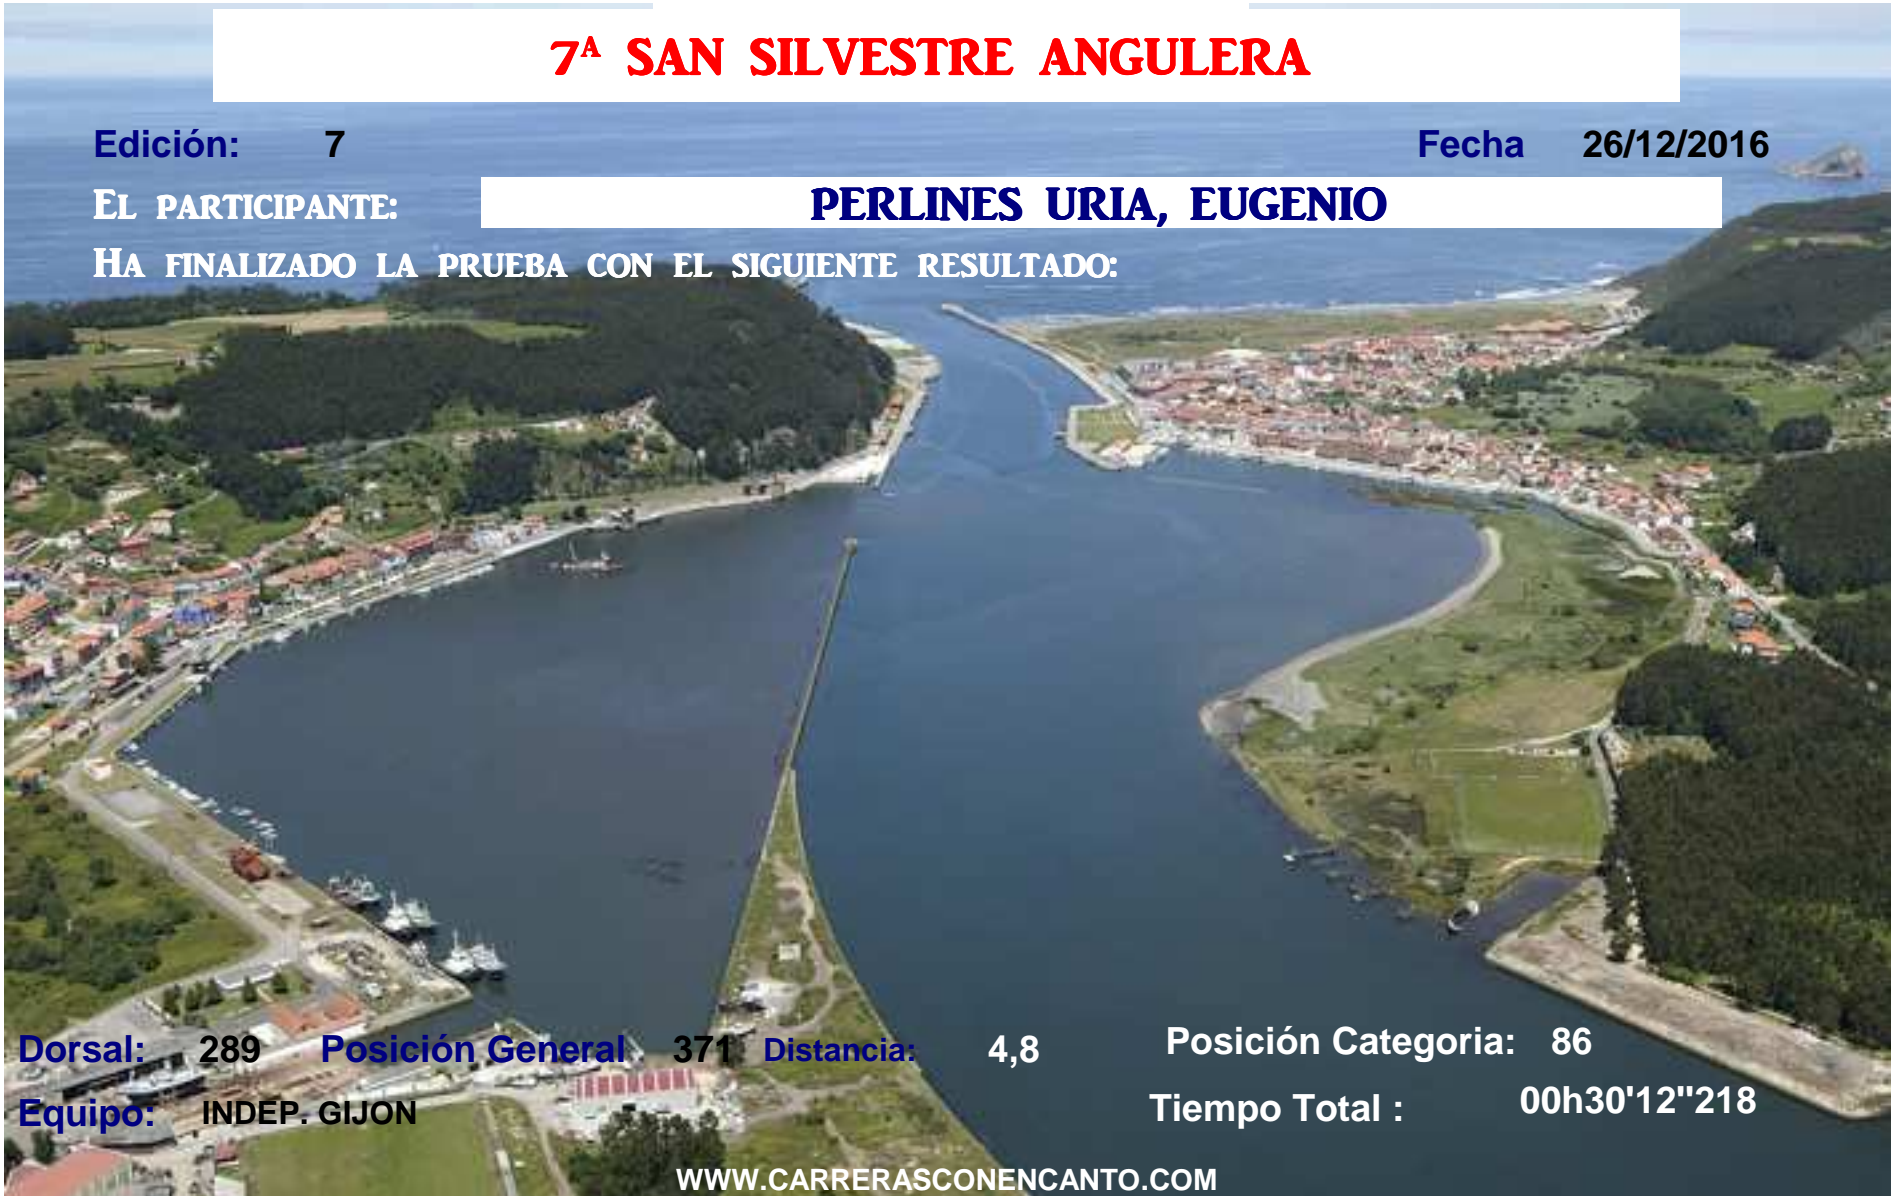 7ª SAN SILVESTRE ANGULERA
Edición: 7 Fecha 26/12/2016
EL PARTICIPANTE: PERLINES URIA, EUGENIO
HA FINALIZADO LA PRUEBA CON EL SIGUIENTE RESULTADO:
Dorsal: 289 Posición General 371 Distancia: 4,8 Posición Categoria: 86
Equipo: INDEP. GIJON Tiempo Total : 00h30'12"218
WWW.CARRERASCONENCANTO.COM